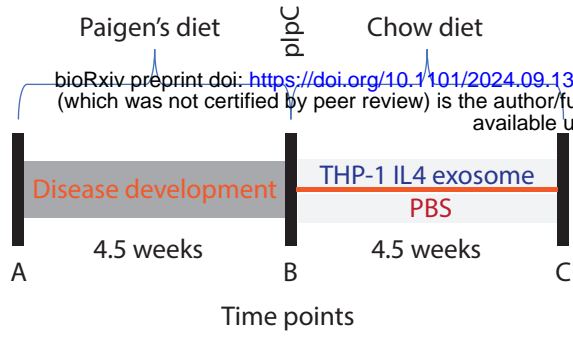 Paigen's diet
pIpC
Chow diet
bioRxiv preprint doi: https://doi.org/10.1101/2024.09.13
(which was not certified by peer review) is the author/fu
available u
Disease development
THP-1 IL4 exosome
PBS
4.5 weeks
4.5 weeks
A
B
C
Time points